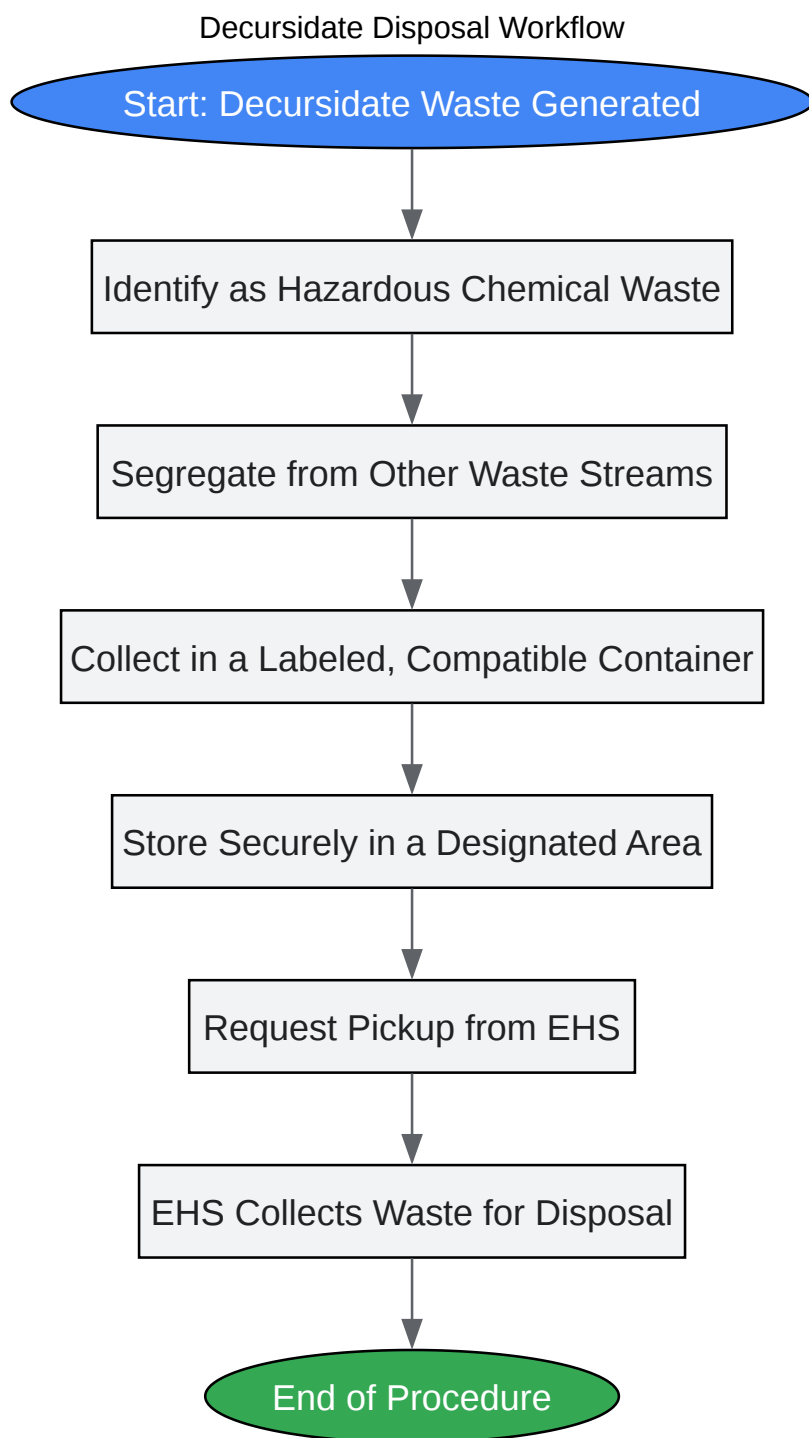 Decursidate Disposal Workflow
Start: Decursidate Waste Generated
Identify as Hazardous Chemical Waste
Segregate from Other Waste Streams
Collect in a Labeled, Compatible Container
Store Securely in a Designated Area
Request Pickup from EHS
EHS Collects Waste for Disposal
End of Procedure